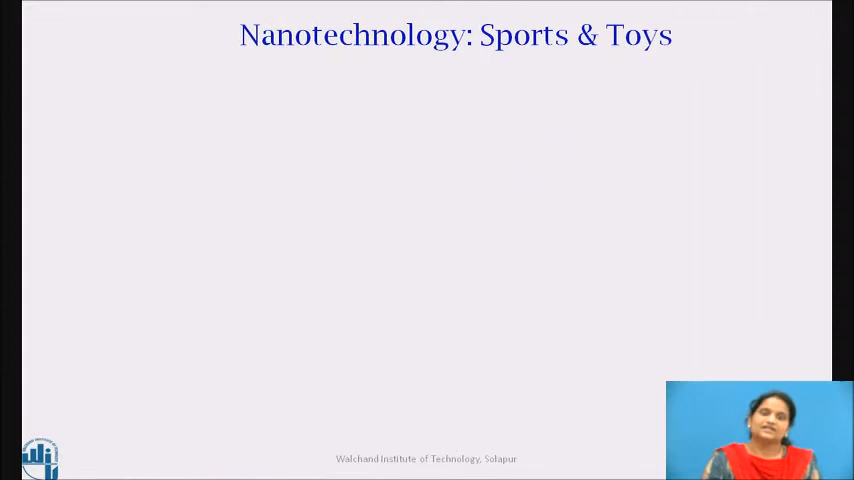 Nanotechnology: Sports & Toys
Walchand Institute of Technology, Solapur